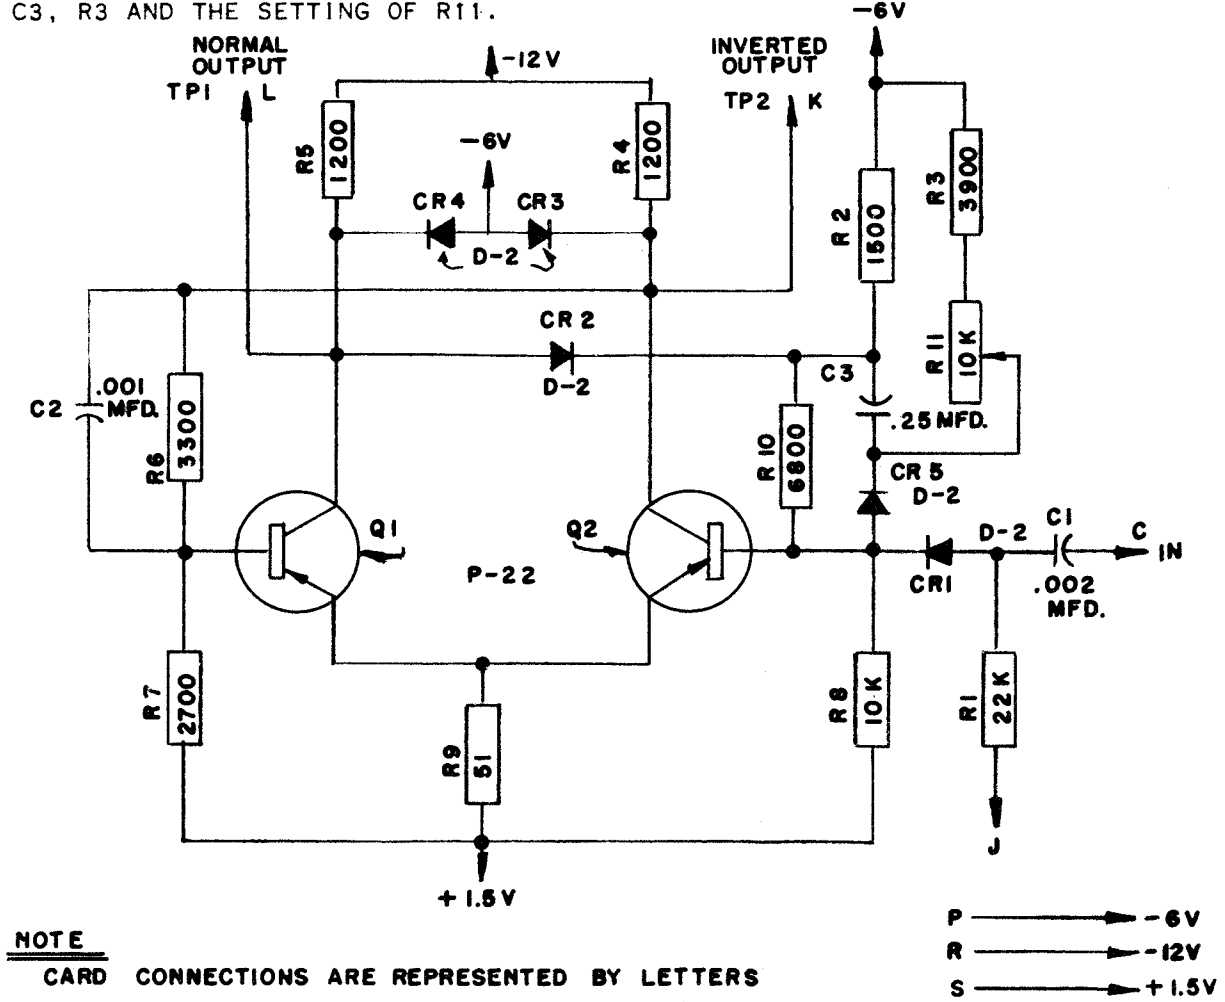 C3, R3 AND THE SETTING OF R11.
-6V
NORMAL
OUTPUT
TP1 L
-12V
INVERTED
OUTPUT
TP2 K
R5
1200
-6V
R4
1200
CR4
CR3
D-2
R2
1500
R3
3900
CR2
D-2
C3
.25MFD.
R11
10K
C2
.001
MFD.
R6
3300
R10
6800
CR5
D-2
Q1
Q2
P-22
D-2
C1
C
IN
CR1
.002
MFD.
R7
2700
R9
51
R8
10K
R1
22K
J
+1.5V
P -6V
R -12V
S +1.5V
NOTE
CARD CONNECTIONS ARE REPRESENTED BY LETTERS